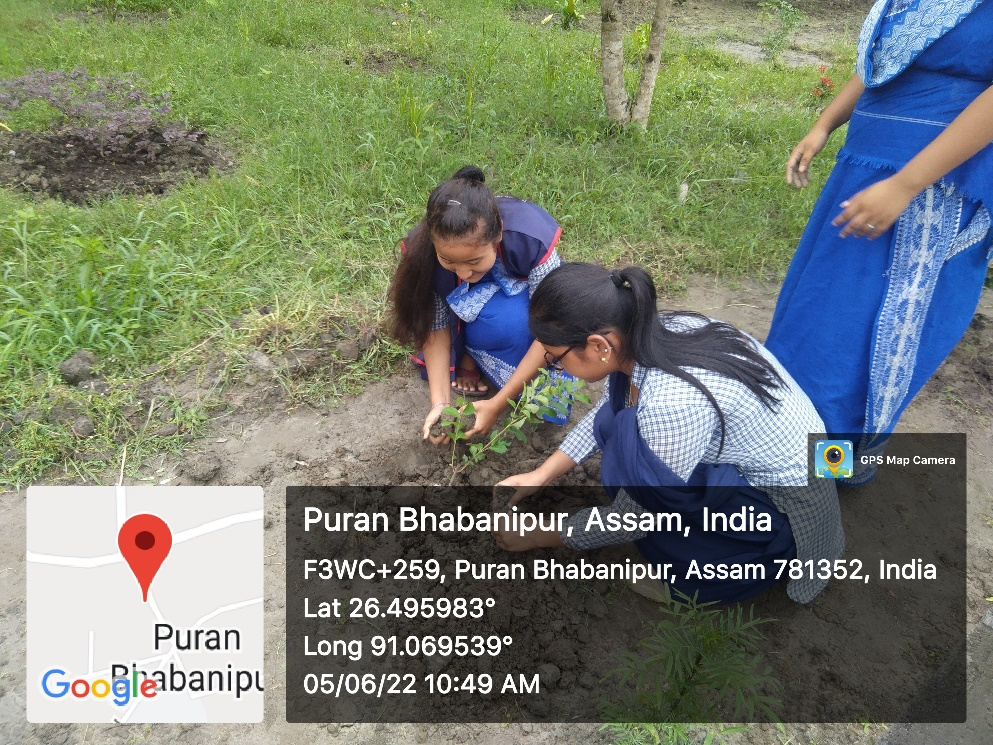 GPS Map Camera
Puran Bhabanipur, Assam, India
F3WC+259, Puran Bhabanipur, Assam 781352, India
Lat 26.495983°
Long 91.069539°
05/06/22 10:49 AM
Puran
Bhabanipu
Google